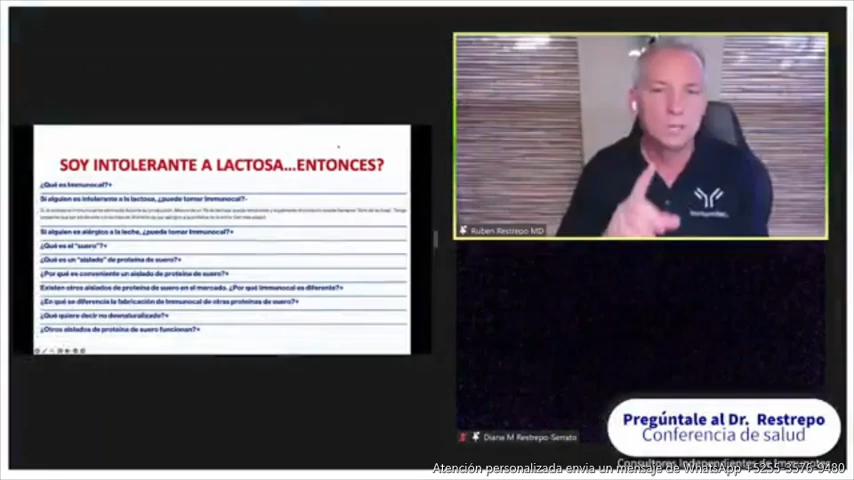 SOY INTOLERANTE A LACTOSA...ENTONCES?
¿Qué es Immunocal?+
Si alguien es intolerante a la lactosa, ¿puede tomar Immunocal?-
Si alguien es alérgico a la leche, ¿puede tomar Immunocal?+
¿Qué es el "suero"?+
¿Qué es un "aislado" de proteína de suero?+
¿Por qué es conveniente un aislado de proteína de suero?+
Existen otros aislados de proteína de suero en el mercado. ¿Por qué Immunocal es diferente?+
¿En qué se diferencia la fabricación de Immunocal de otras proteínas de suero?+
¿Qué quiere decir no desnaturalizado?+
¿Otros aislados de proteína de suero funcionan?+
Ruben Restrepo MD
Diana M Restrepo-Serrato
Pregúntale al Dr. Restrepo
Conferencia de salud
Consultores Independientes de Immunotec
Atención personalizada envia un mensaje de WhatsApp +5255-3576-9480